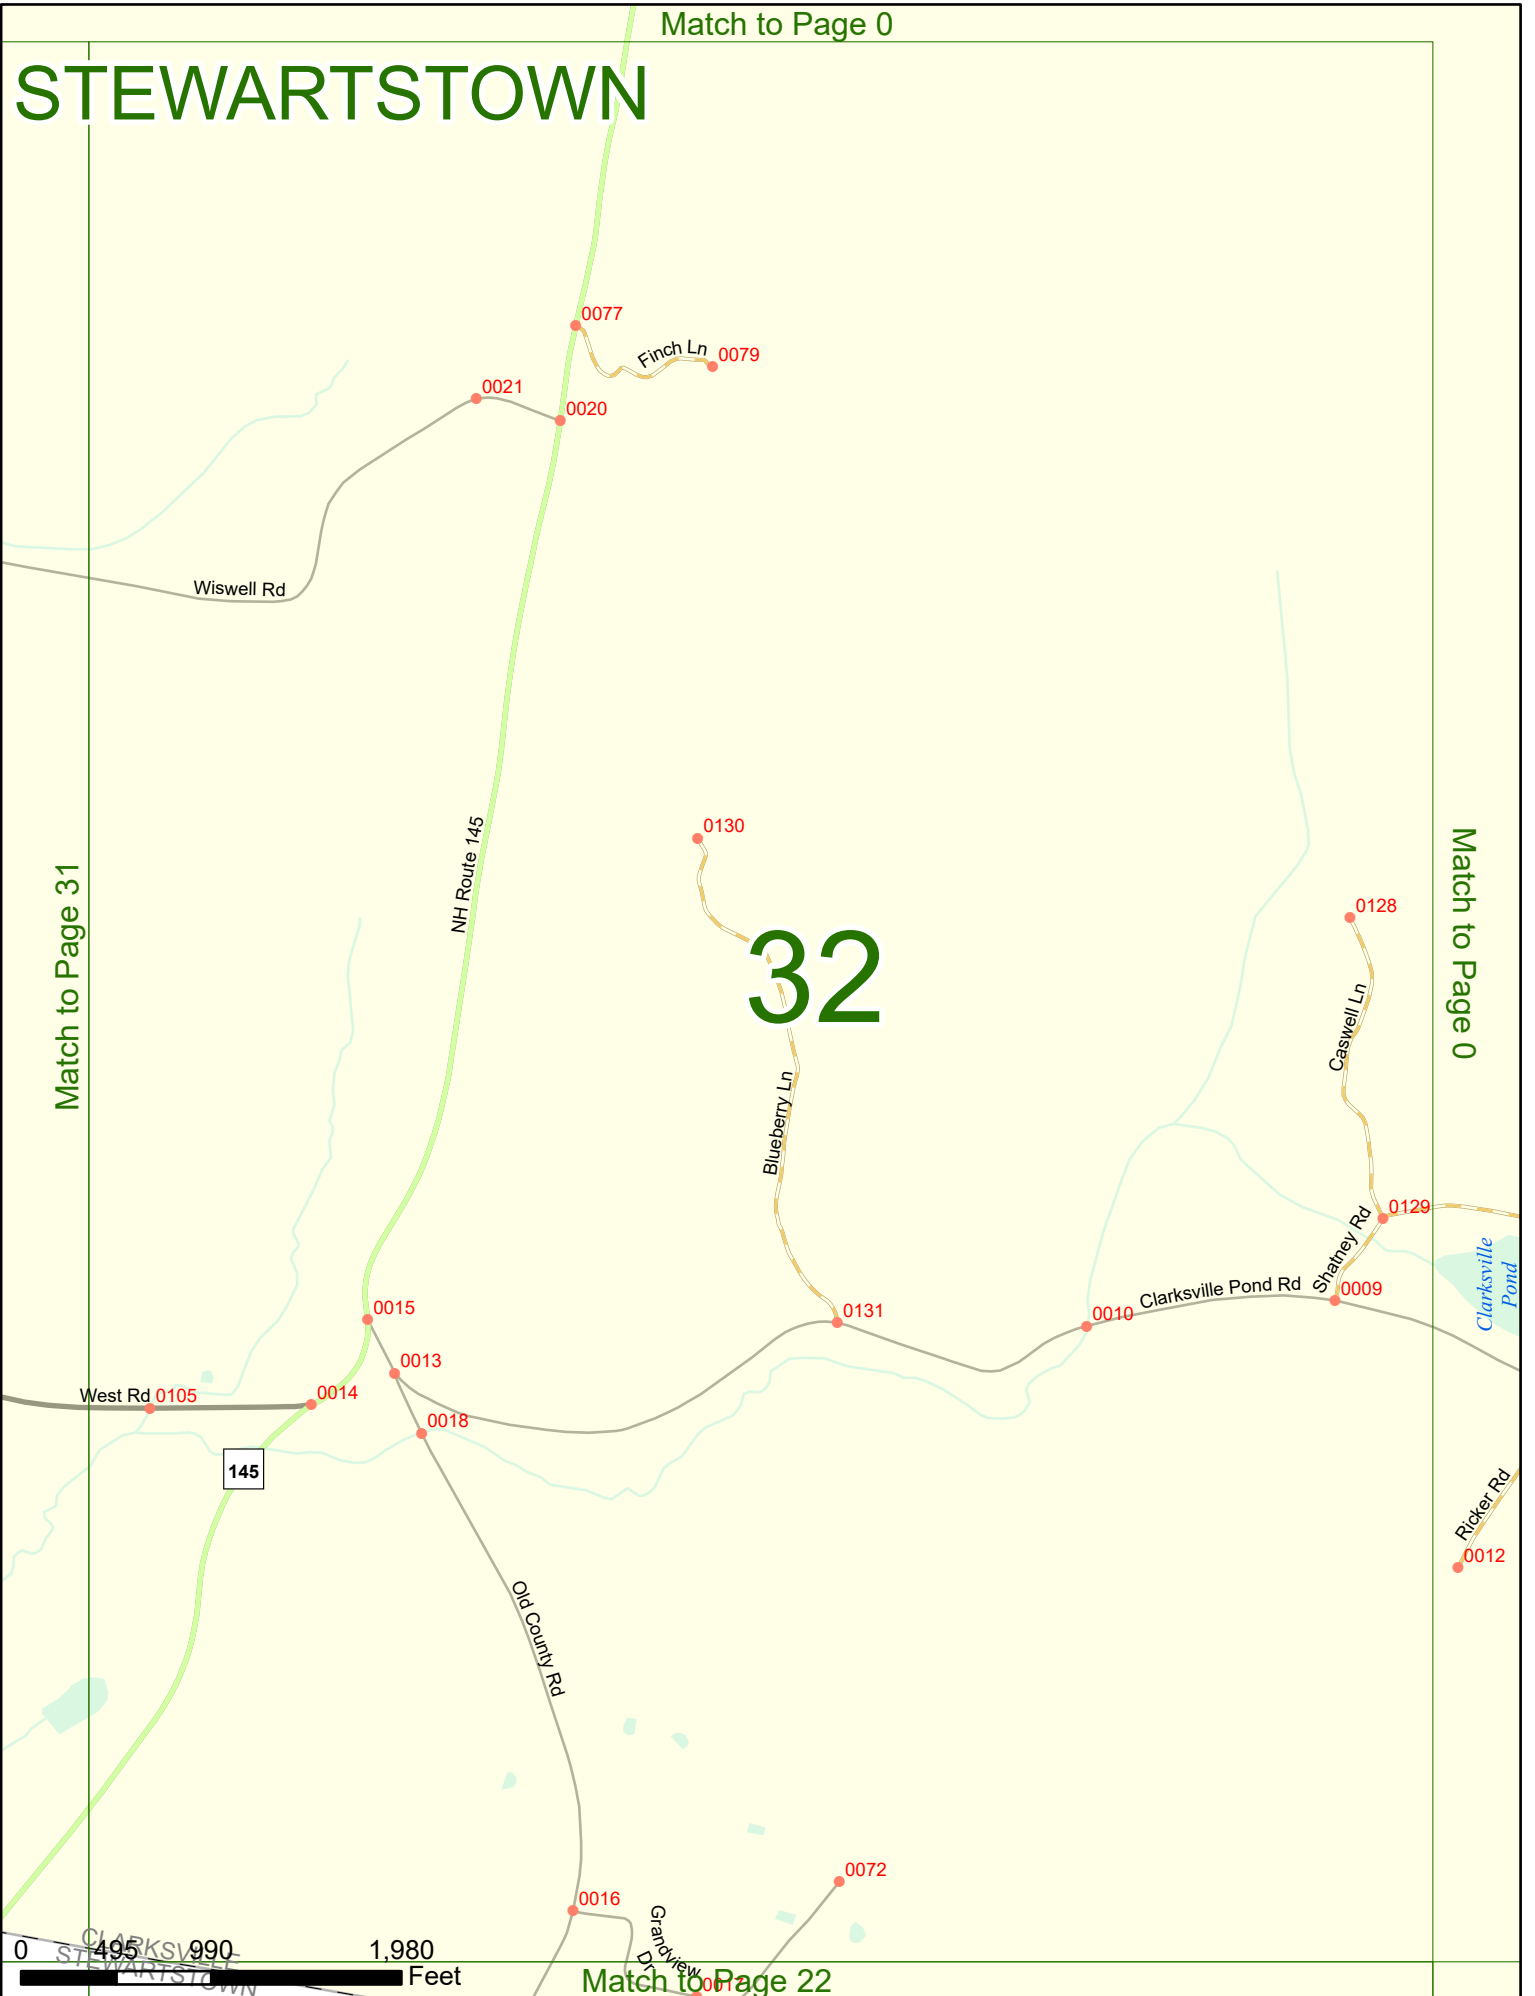 Match to Page 0
STEWARTSTOWN
0077
Finch Ln
0079
0021
0020
Wiswell Rd
NH Route 145
0130
Match to Page 31
32
0128
Match to Page 0
Caswell Ln
Blueberry Ln
0129
Shatney Rd
Clarksville
Pond
Clarksville Pond Rd
0009
0015
0131
0010
0013
West Rd
0105
0014
0018
145
Ricker Rd
0012
Old County Rd
0072
0016
Grandview
Dr
CLARKSVILLE
STEWARTSTOWN
0 495 990 1,980
Feet
0017
Match to Page 22